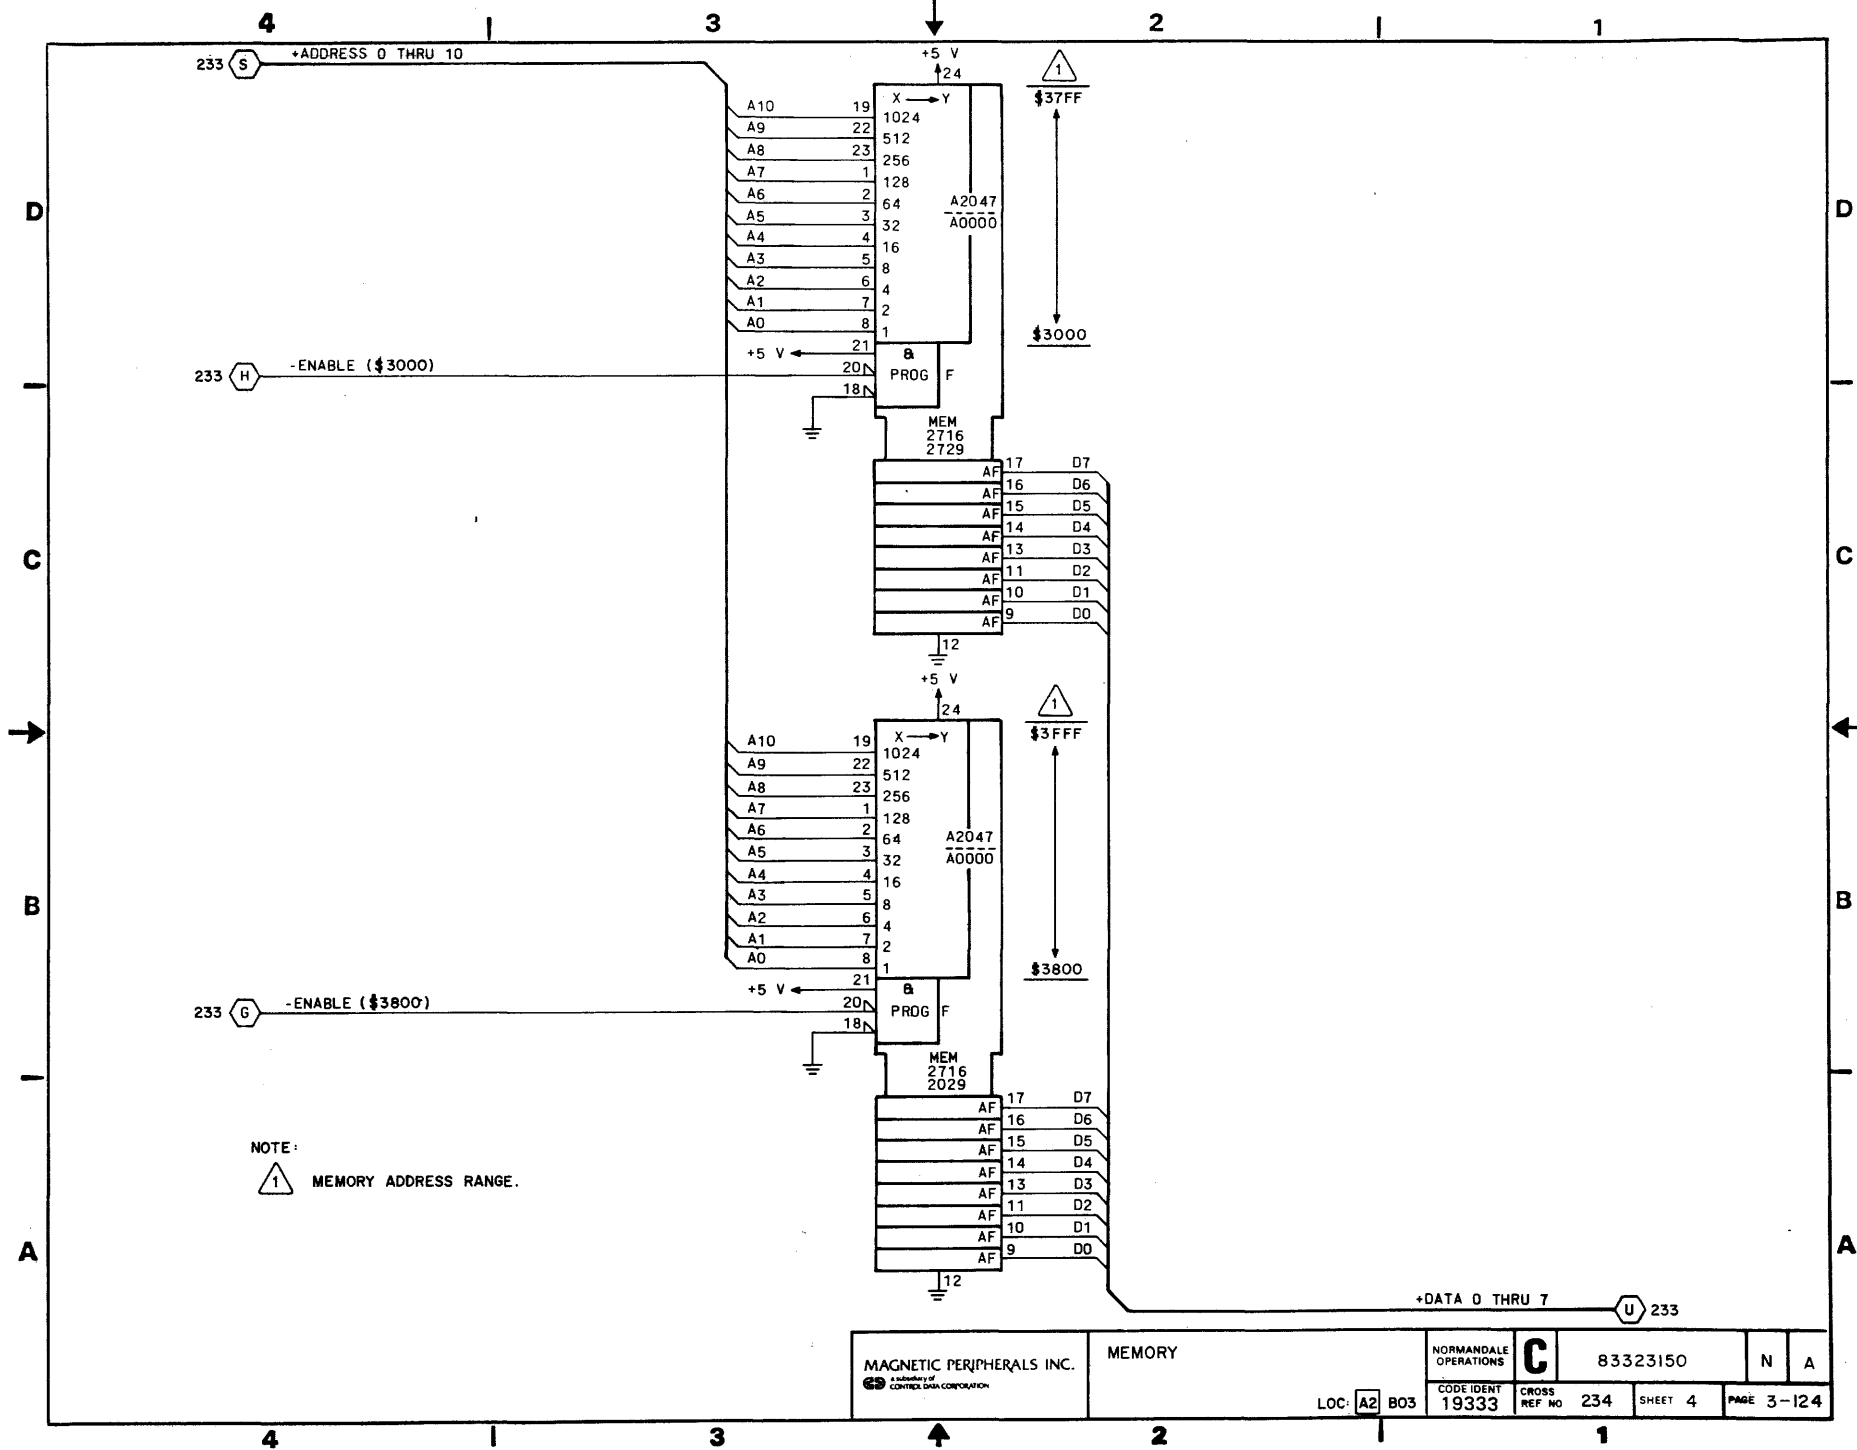 4 3 2 1
233 S +ADDRESS 0 THRU 10
+5 V
24
1
$37FF
X Y
A10 19 1024
A9 22 512
A8 23 256
A7 1 128
A6 2 64
A5 3 32
A4 4 16
A3 5 8
A2 6 4
A1 7 2
A0 8 1
A2047
A0000
D D
$3000
+5 V 21 &
233 H -ENABLE ($3000) 20 PROG F
18
MEM
2716
2729
AF 17 D7
AF 16 D6
AF 15 D5
AF 14 D4
AF 13 D3
AF 11 D2
AF 10 D1
AF 9 D0
C C
12
+5 V
24
1
$3FFF
X Y
A10 19 1024
A9 22 512
A8 23 256
A7 1 128
A6 2 64
A5 3 32
A4 4 16
A3 5 8
A2 6 4
A1 7 2
A0 8 1
A2047
A0000
B B
$3800
+5 V 21 &
233 G -ENABLE ($3800) 20 PROG F
18
MEM
2716
2029
AF 17 D7
AF 16 D6
AF 15 D5
AF 14 D4
AF 13 D3
AF 11 D2
AF 10 D1
AF 9 D0
12
NOTE:
1 MEMORY ADDRESS RANGE.
A A
+DATA 0 THRU 7 U 233
MAGNETIC PERIPHERALS INC.
a subsidiary of
CONTROL DATA CORPORATION
MEMORY
LOC: A2 B03
NORMANDALE
OPERATIONS
C 83323150 N A
CODE IDENT
19333
CROSS
REF NO 234
SHEET 4
PAGE 3-124
4 3 2 1